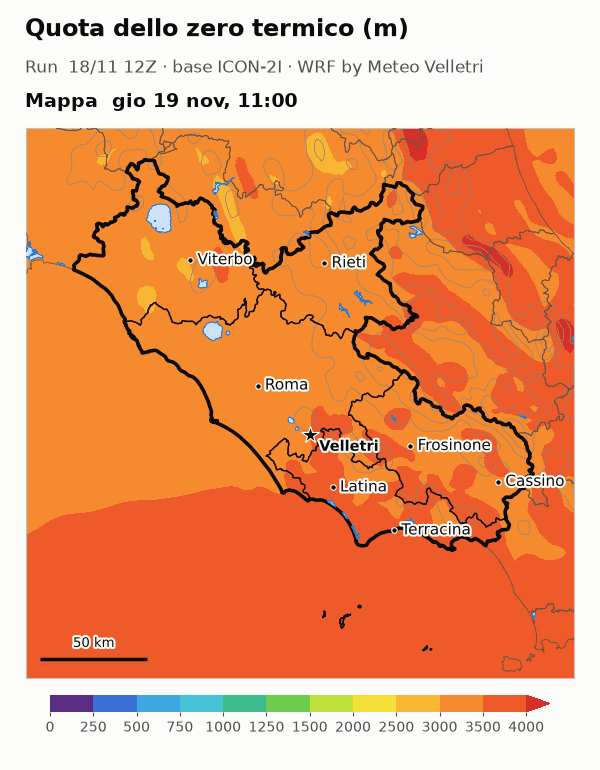 Quota dello zero termico (m)
Run  18/11 12Z · base ICON-2I · WRF by Meteo Velletri
Mappa  gio 19 nov, 11:00
Viterbo
Rieti
Roma
Velletri
Frosinone
Cassino
Latina
Terracina
50 km
0 250 500 750 1000 1250 1500 2000 2500 3000 3500 4000